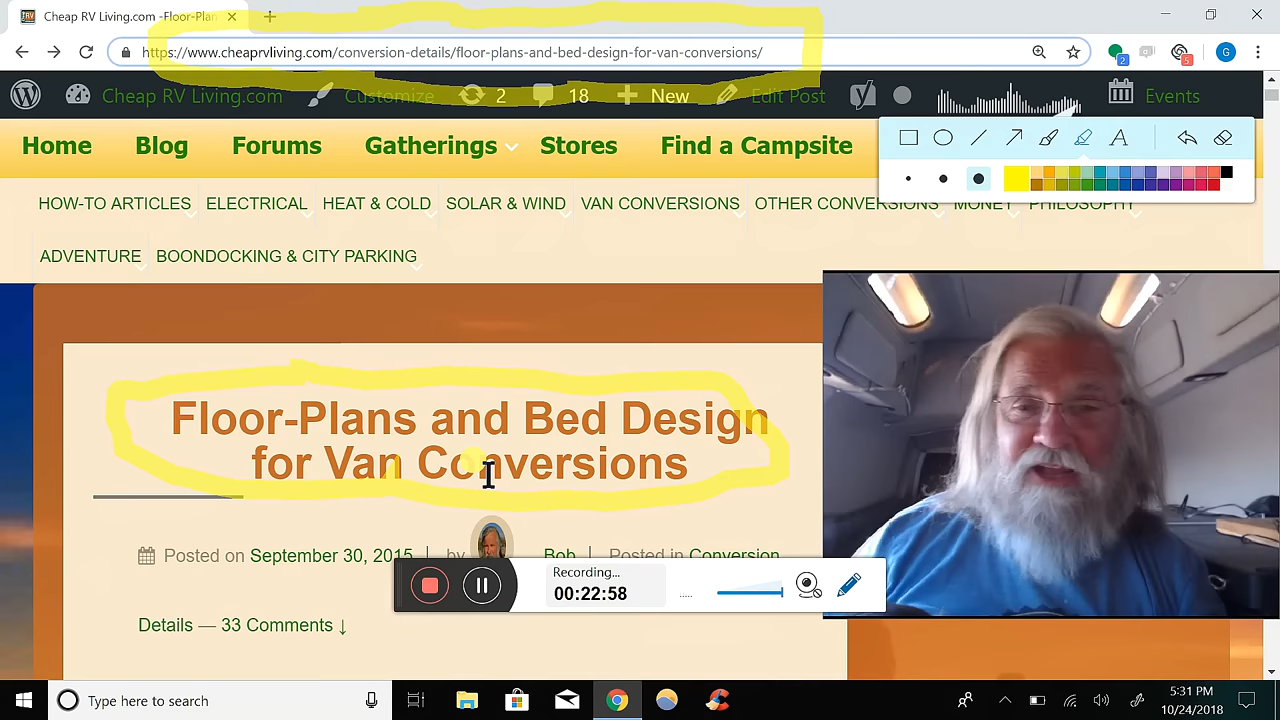 Cheap RV Living.com -Floor-Plan
https://www.cheaprvliving.com/conversion-details/floor-plans-and-bed-design-for-van-conversions/
2
5
G
Cheap RV Living.com Customize 2 18 New Edit Post Events
A
Home Blog Forums Gatherings Stores Find a Campsite
HOW-TO ARTICLES ELECTRICAL HEAT & COLD SOLAR & WIND VAN CONVERSIONS OTHER CONVERSIONS MONEY PHILOSOPHY
ADVENTURE BOONDOCKING & CITY PARKING
Floor-Plans and Bed Design
for Van Conversions
Posted on September 30, 2015 | by Bob | Posted in Conversion
Recording...
00:22:58
Details — 33 Comments ↓
Type here to search
5:31 PM
10/24/2018